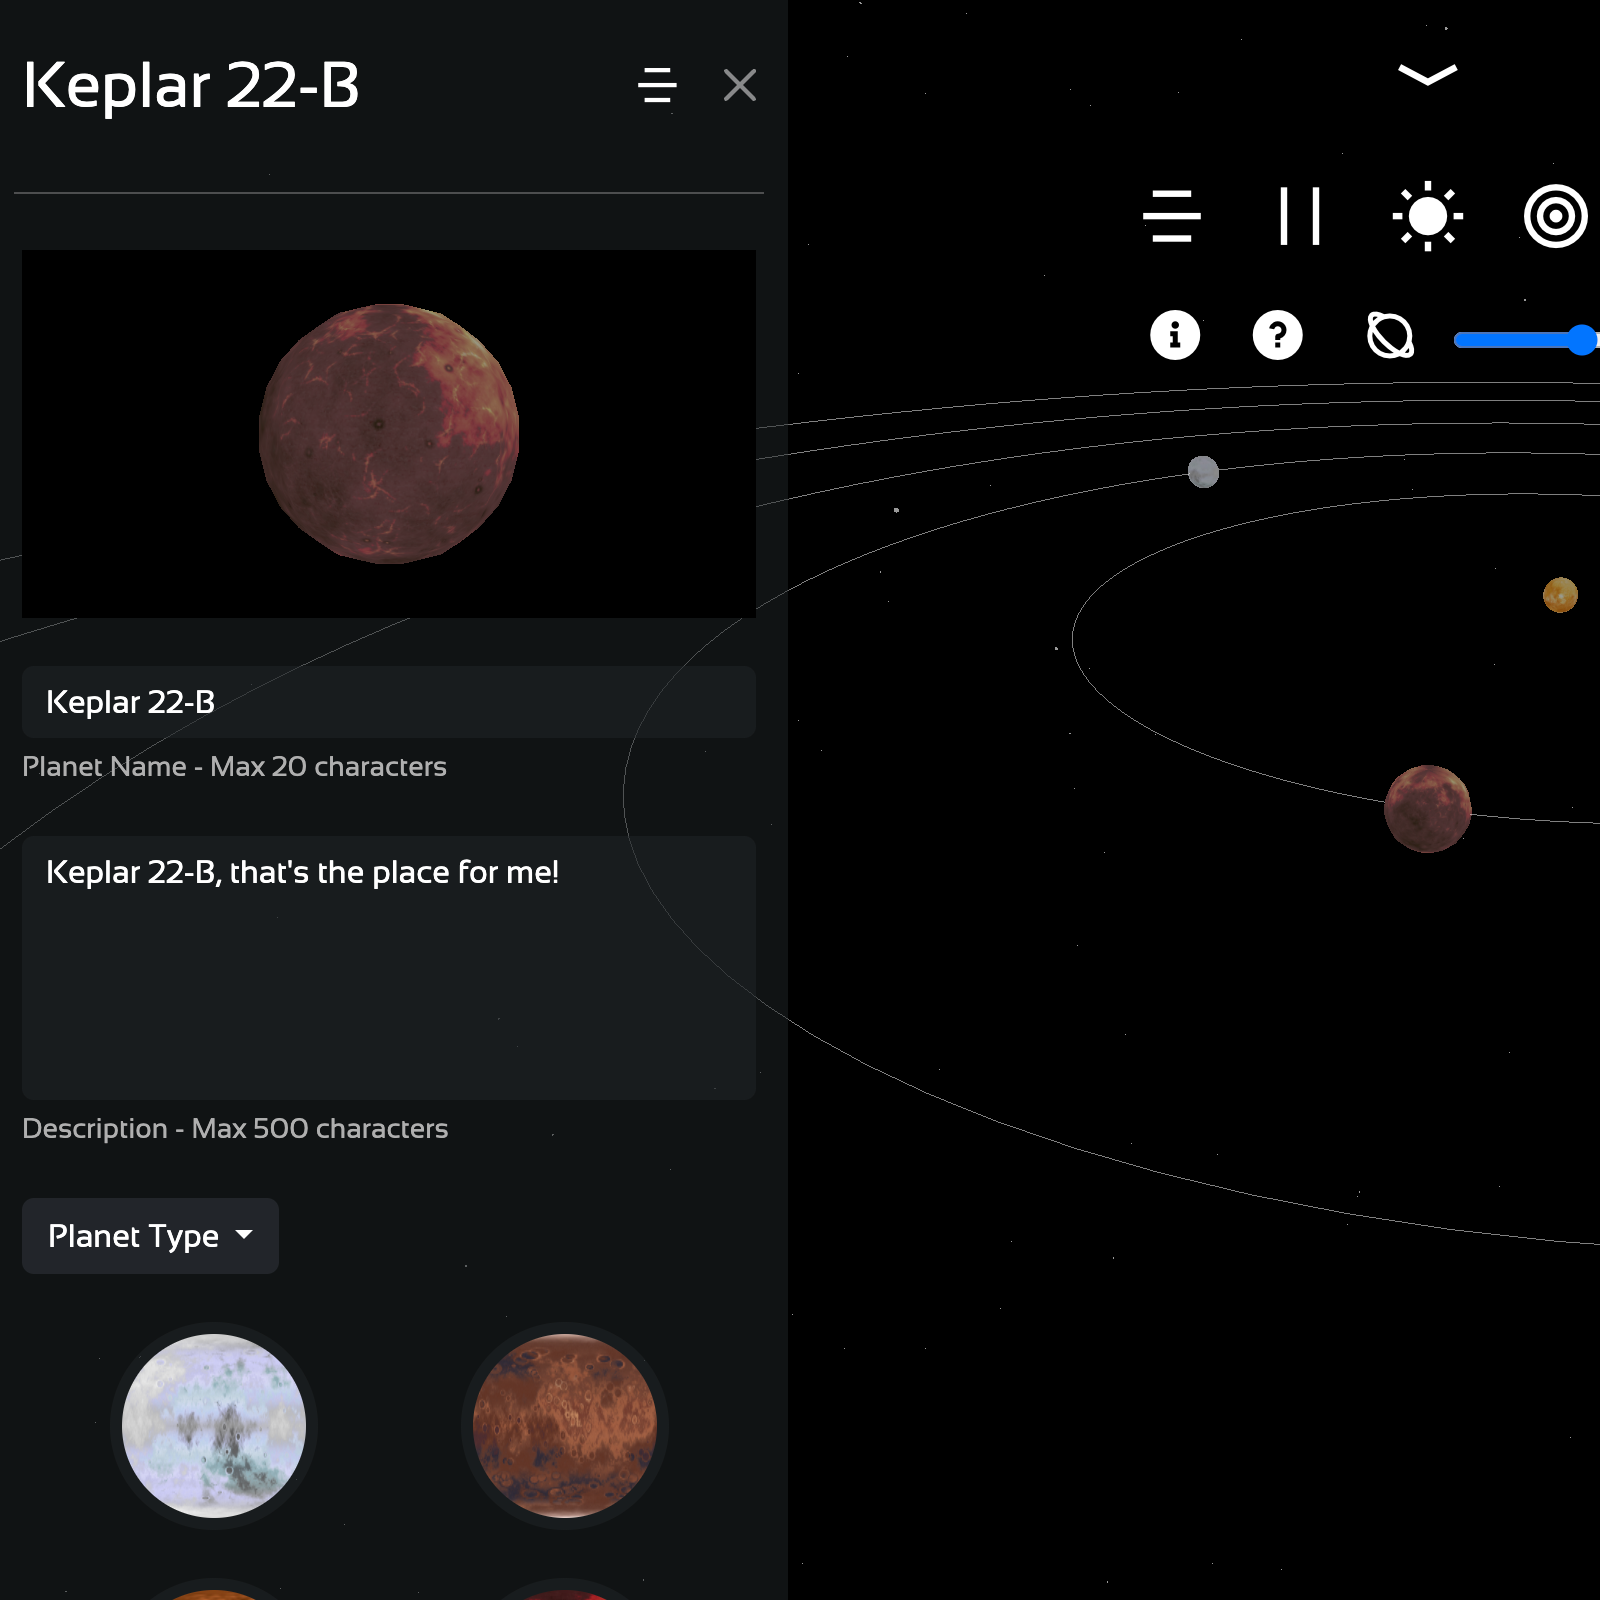 Keplar 22-B
Keplar 22-B
Planet Name - Max 20 characters
Keplar 22-B, that's the place for me!
Description - Max 500 characters
Planet Type